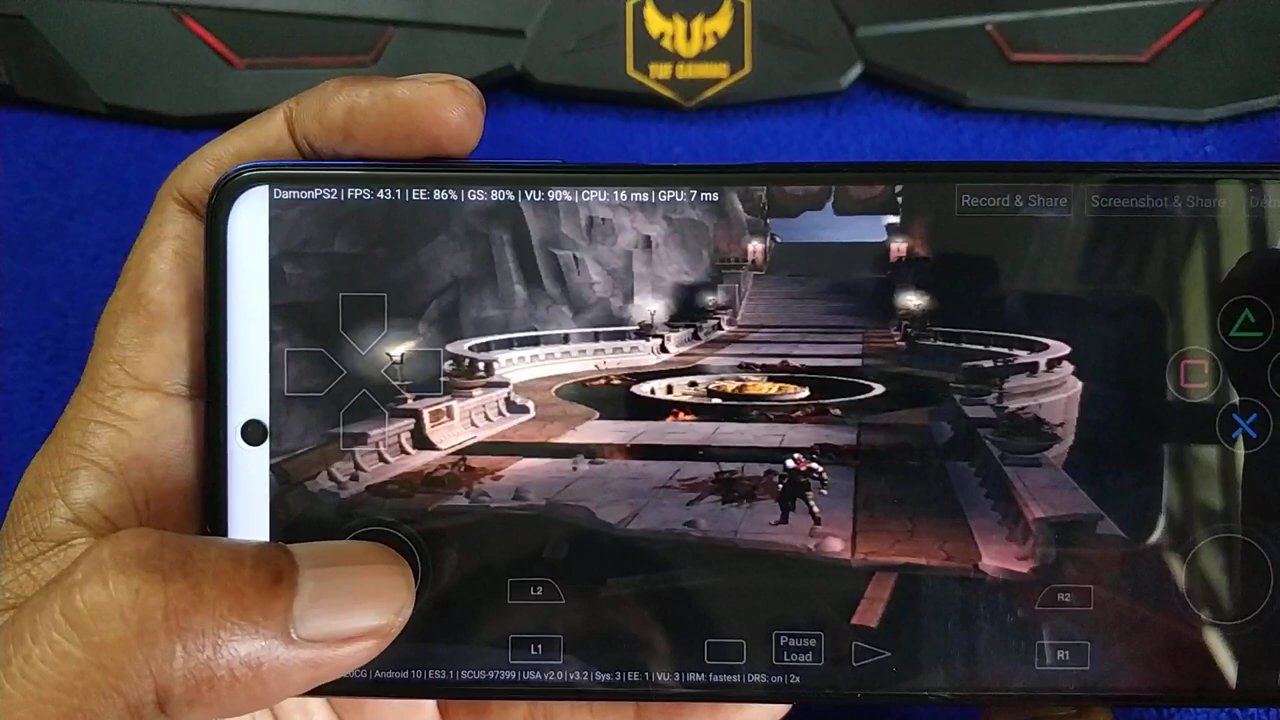 TUF GAMING
DamonPS2 | FPS: 43.1 | EE: 86% | GS: 80% | VU: 90% | CPU: 16 ms | GPU: 7 ms
Record & Share
Screenshot & Share
L2
R2
L1
Pause
Load
R1
| Android 10 | ES3.1 | SCUS-97399 | USA v2.0 | v3.2 | Sys: 3 | EE: 1 | VU: 3 | IRM: fastest | DRS: on | 2x